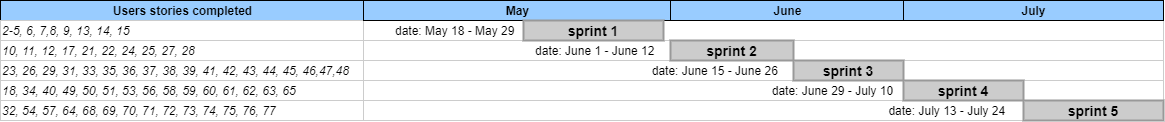 Users stories completed May June July
2-5, 6, 7,8, 9, 13, 14, 15 date: May 18 - May 29 sprint 1
10, 11, 12, 17, 21, 22, 24, 25, 27, 28 date: June 1 - June 12 sprint 2
23, 26, 29, 31, 33, 35, 36, 37, 38, 39, 41, 42, 43, 44, 45, 46,47,48 date: June 15 - June 26 sprint 3
18, 34, 40, 49, 50, 51, 53, 56, 58, 59, 60, 61, 62, 63, 65 date: June 29 - July 10 sprint 4
32, 54, 57, 64, 68, 69, 70, 71, 72, 73, 74, 75, 76, 77 date: July 13 - July 24 sprint 5